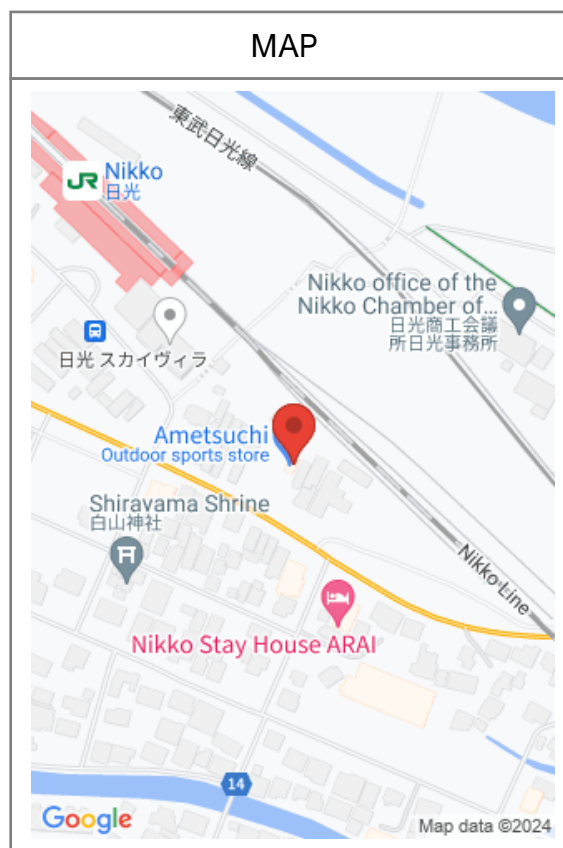 MAP
東武日光線
JR
Nikko
日光
Nikko office of the
Nikko Chamber of...
日光商工会議
所日光事務所
日光 スカイヴィラ
Ametsuchi
Outdoor sports store
Shirayama Shrine
白山神社
Nikko Line
Nikko Stay House ARAI
14
Google
Map data ©2024